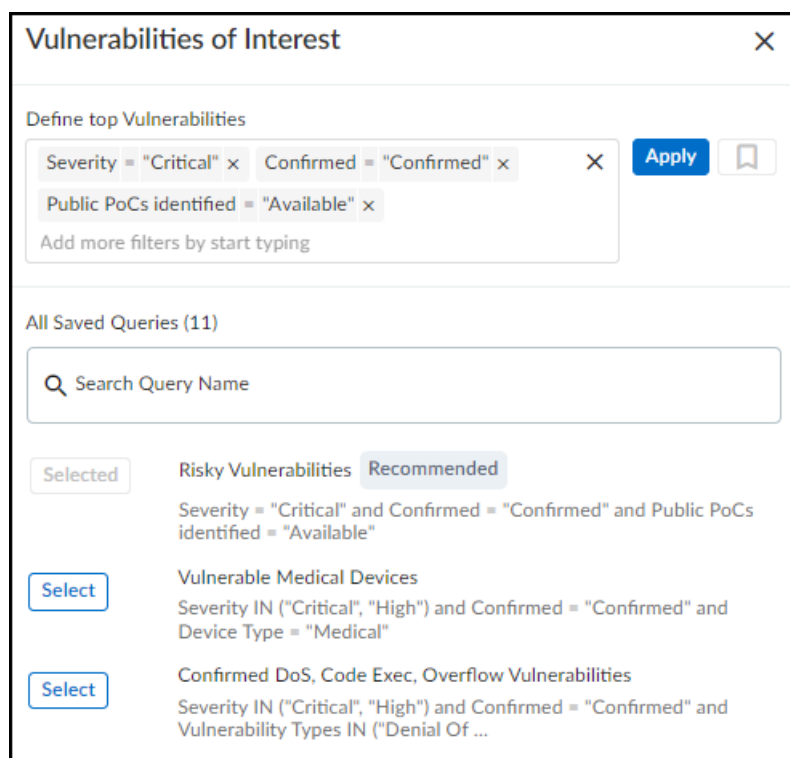 Vulnerabilities of Interest
Define top Vulnerabilities
Severity = "Critical" × Confirmed = "Confirmed" ×
Public PoCs identified = "Available" ×
Add more filters by start typing
Apply
All Saved Queries (11)
Search Query Name
Selected
Risky Vulnerabilities Recommended
Severity = "Critical" and Confirmed = "Confirmed" and Public PoCs
identified = "Available"
Select
Vulnerable Medical Devices
Severity IN ("Critical", "High") and Confirmed = "Confirmed" and
Device Type = "Medical"
Select
Confirmed DoS, Code Exec, Overflow Vulnerabilities
Severity IN ("Critical", "High") and Confirmed = "Confirmed" and
Vulnerability Types IN ("Denial Of ...